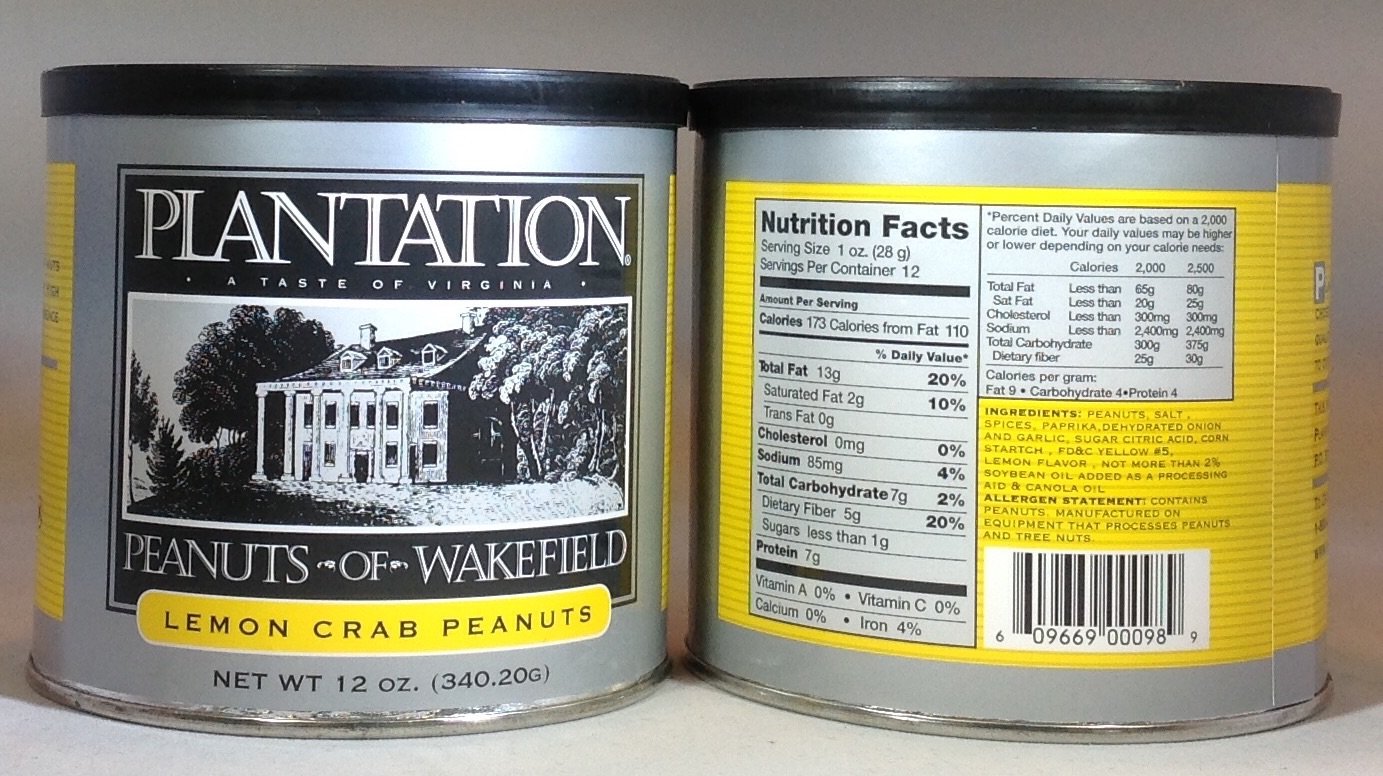 PLANTATION®
• A TASTE OF VIRGINIA •
PEANUTS OF WAKEFIELD
LEMON CRAB PEANUTS
NET WT 12 OZ. (340.20G)
Nutrition Facts
Serving Size 1 oz. (28 g)
Servings Per Container 12
Amount Per Serving
Calories 173 Calories from Fat 110
% Daily Value*
Total Fat 13g 20%
Saturated Fat 2g 10%
Trans Fat 0g
Cholesterol 0mg 0%
Sodium 85mg 4%
Total Carbohydrate 7g 2%
Dietary Fiber 5g 20%
Sugars less than 1g
Protein 7g
Vitamin A 0% • Vitamin C 0%
Calcium 0% • Iron 4%
*Percent Daily Values are based on a 2,000
calorie diet. Your daily values may be higher
or lower depending on your calorie needs:
Calories 2,000 2,500
Total Fat Less than 65g 80g
Sat Fat Less than 20g 25g
Cholesterol Less than 300mg 300mg
Sodium Less than 2,400mg 2,400mg
Total Carbohydrate 300g 375g
Dietary fiber 25g 30g
Calories per gram:
Fat 9 • Carbohydrate 4•Protein 4
INGREDIENTS: PEANUTS, SALT ,
SPICES, PAPRIKA,DEHYDRATED ONION
AND GARLIC, SUGAR CITRIC ACID, CORN
STARTCH , FD&C YELLOW #5,
LEMON FLAVOR , NOT MORE THAN 2%
SOYBEAN OIL ADDED AS A PROCESSING
AID & CANOLA OIL
ALLERGEN STATEMENT: CONTAINS
PEANUTS. MANUFACTURED ON
EQUIPMENT THAT PROCESSES PEANUTS
AND TREE NUTS.
6 09669 00098 9